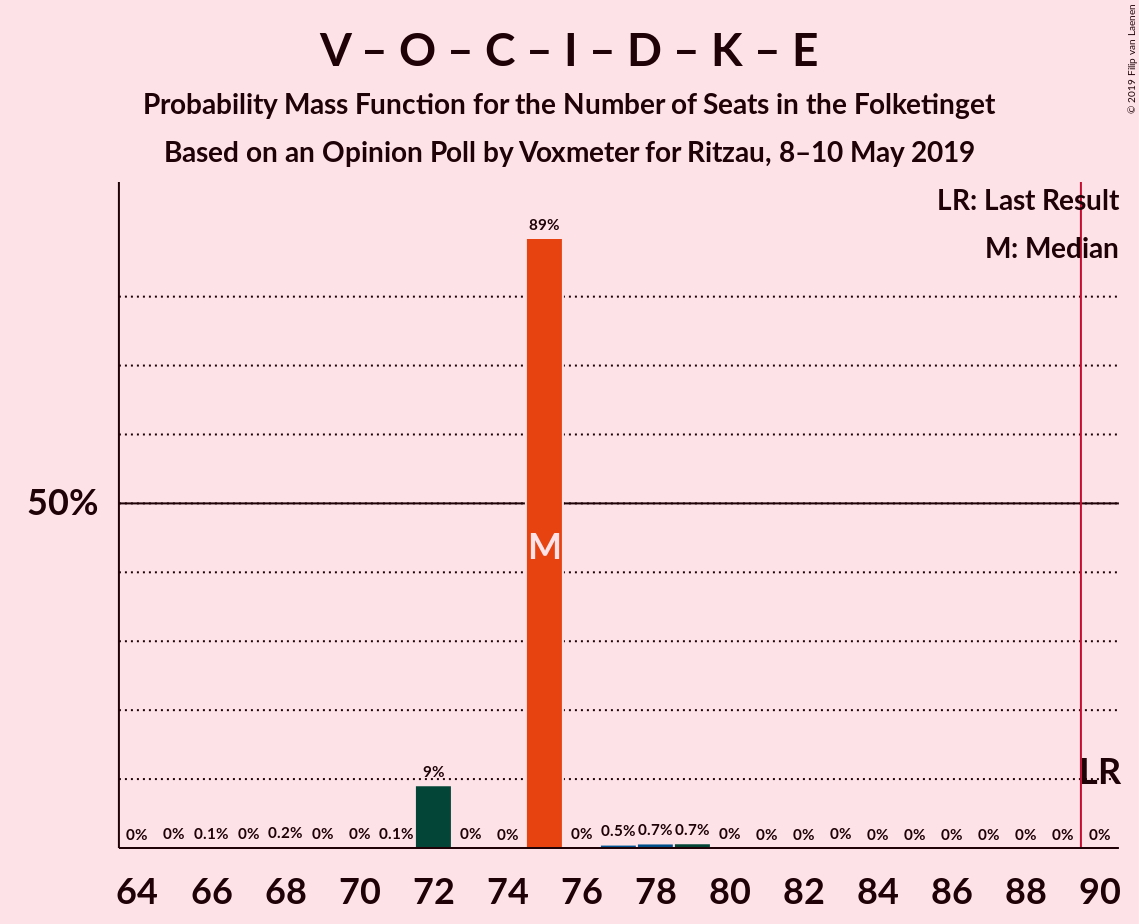 V – O – C – I – D – K – E
Probability Mass Function for the Number of Seats in the Folketinget
Based on an Opinion Poll by Voxmeter for Ritzau, 8–10 May 2019
© 2019 Filip van Laenen
LR: Last Result
M: Median
89%
50%
M
LR
9%
0% 0% 0.1% 0% 0.2% 0% 0% 0.1% 0% 0% 0% 0.5% 0.7% 0.7% 0% 0% 0% 0% 0% 0% 0% 0% 0% 0% 0%
64 66 68 70 72 74 76 78 80 82 84 86 88 90